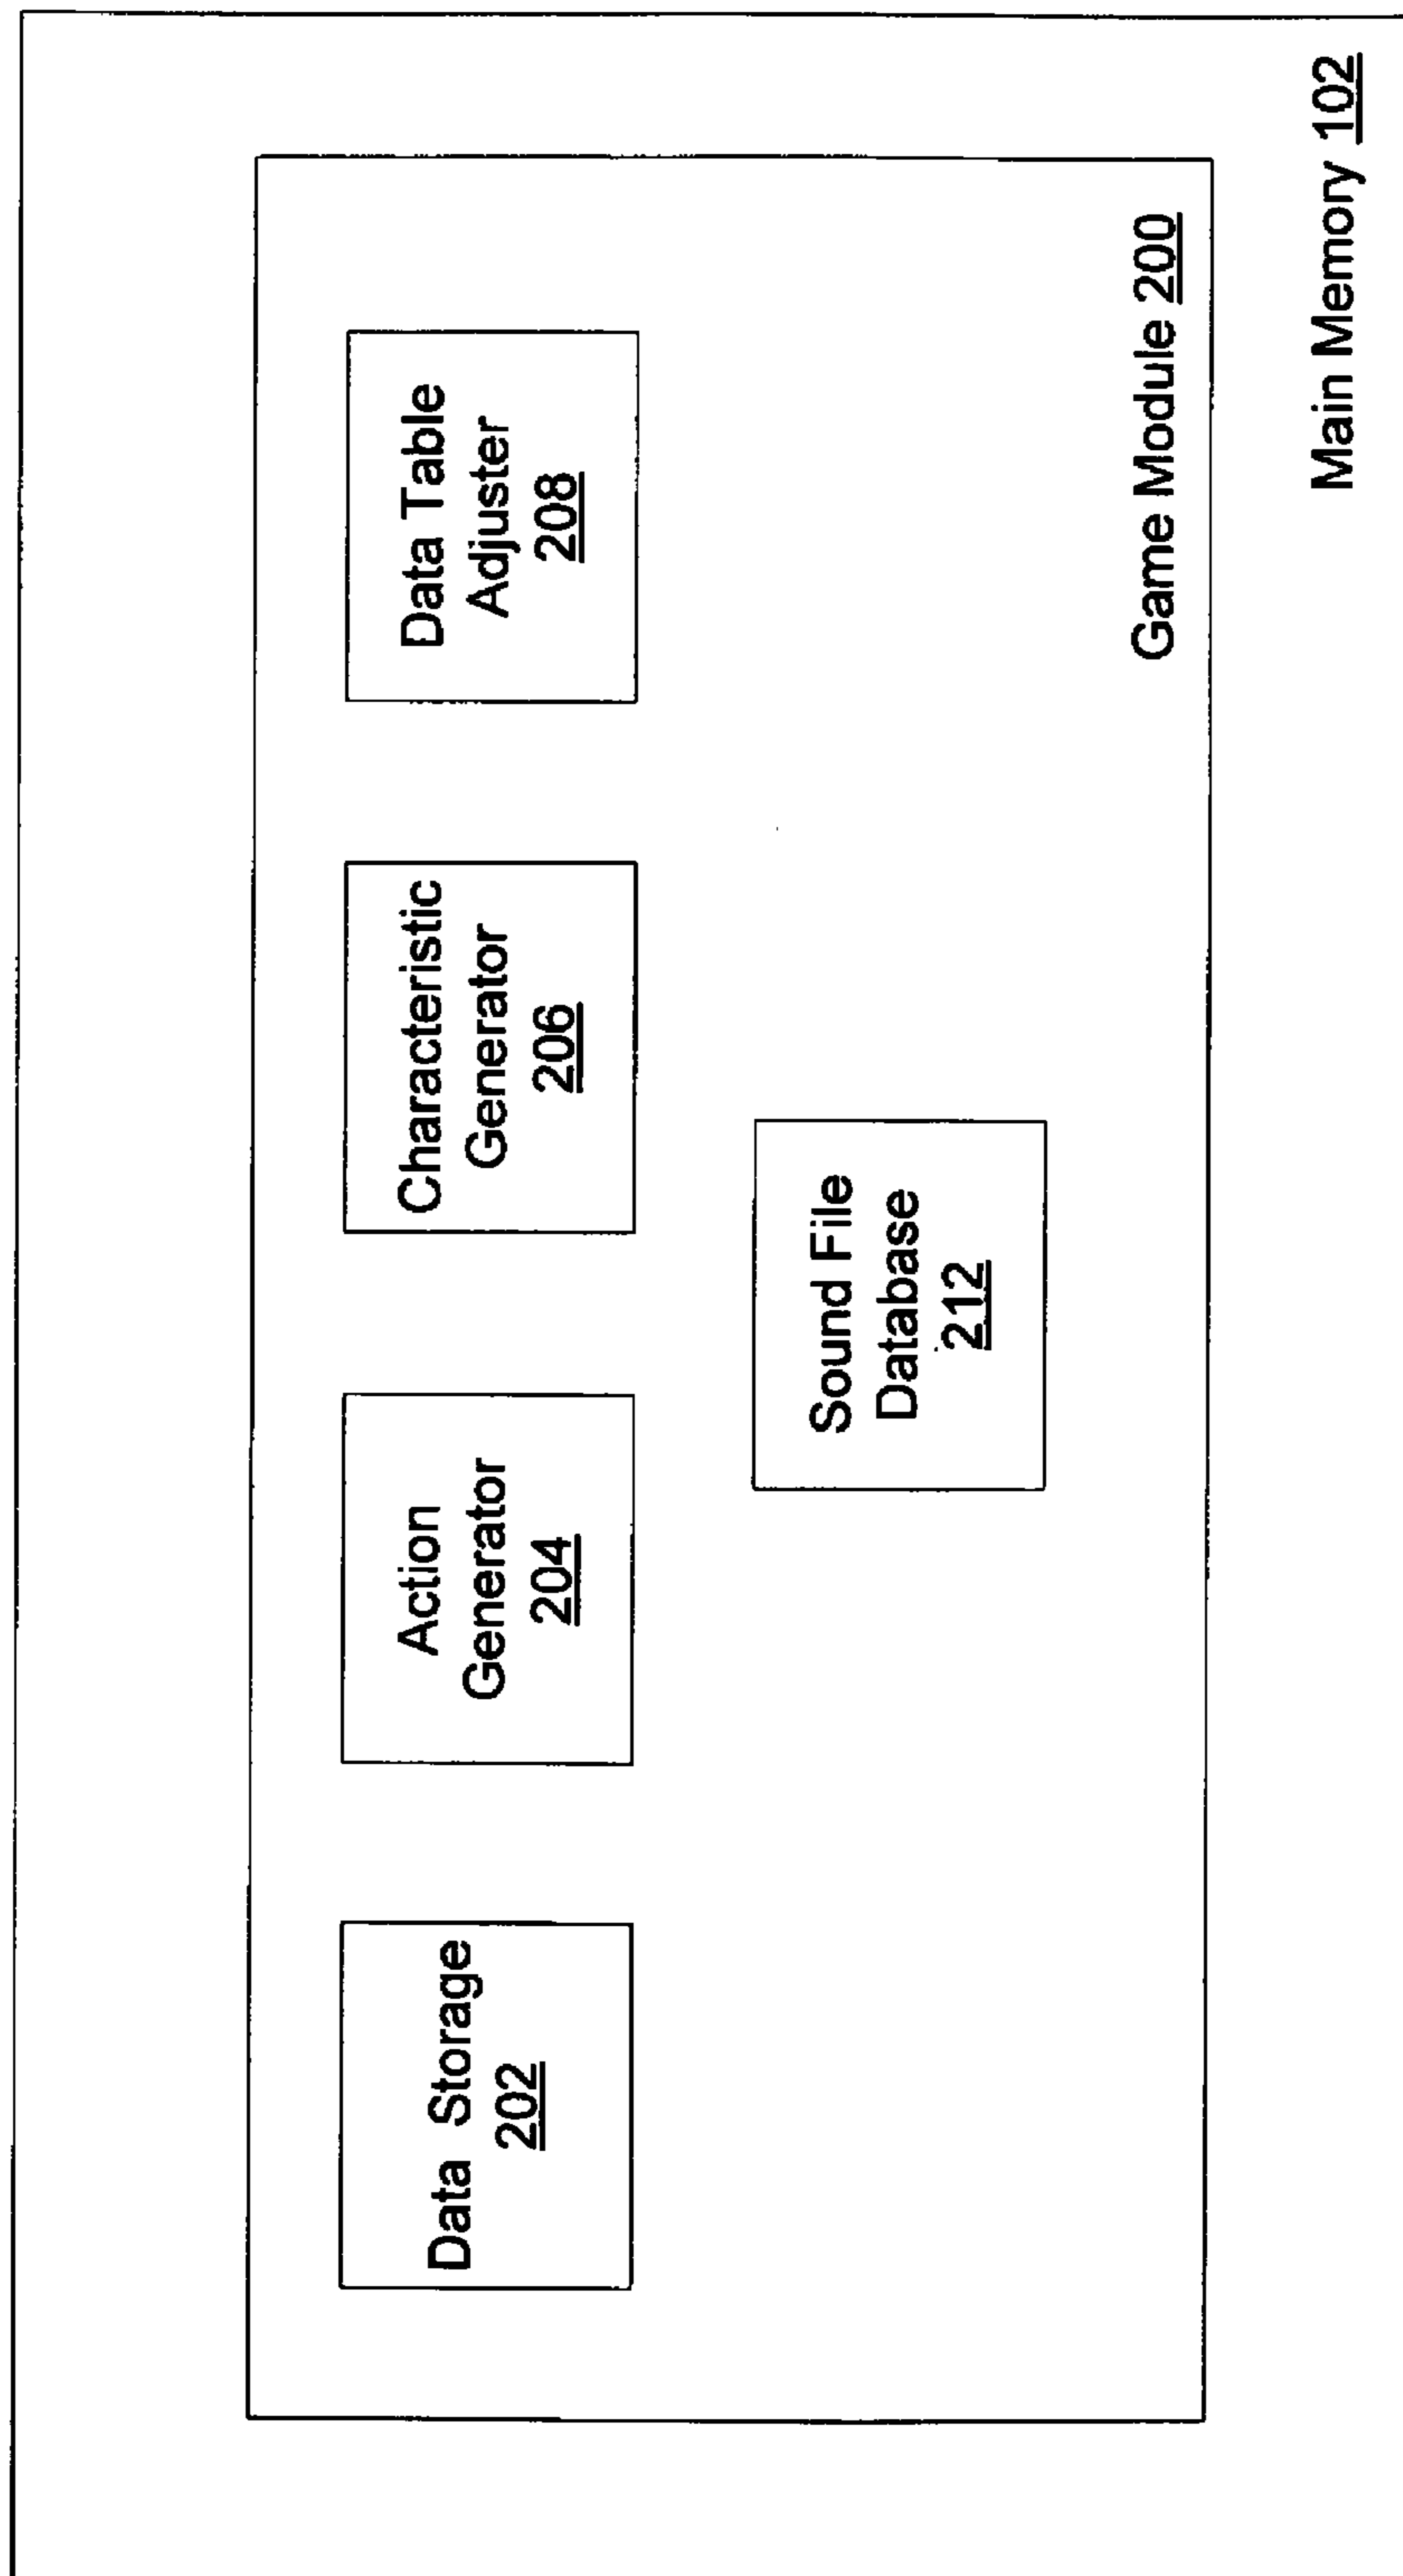 Data Storage
202
Action
Generator
204
Characteristic
Generator
206
Data Table
Adjuster
208
Sound File
Database
212
Game Module 200
Main Memory 102